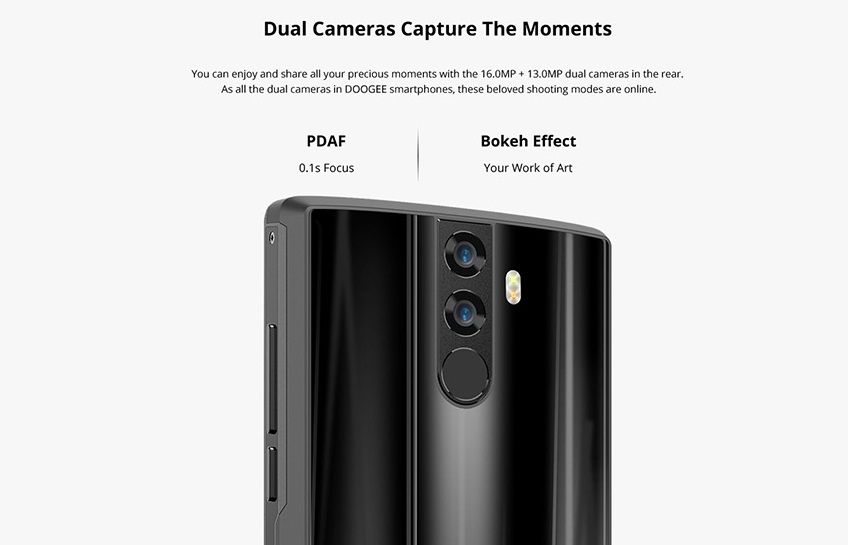 Dual Cameras Capture The Moments
You can enjoy and share all your precious moments with the 16.0MP + 13.0MP dual cameras in the rear.
As all the dual cameras in DOOGEE smartphones, these beloved shooting modes are online.
PDAF
0.1s Focus
Bokeh Effect
Your Work of Art